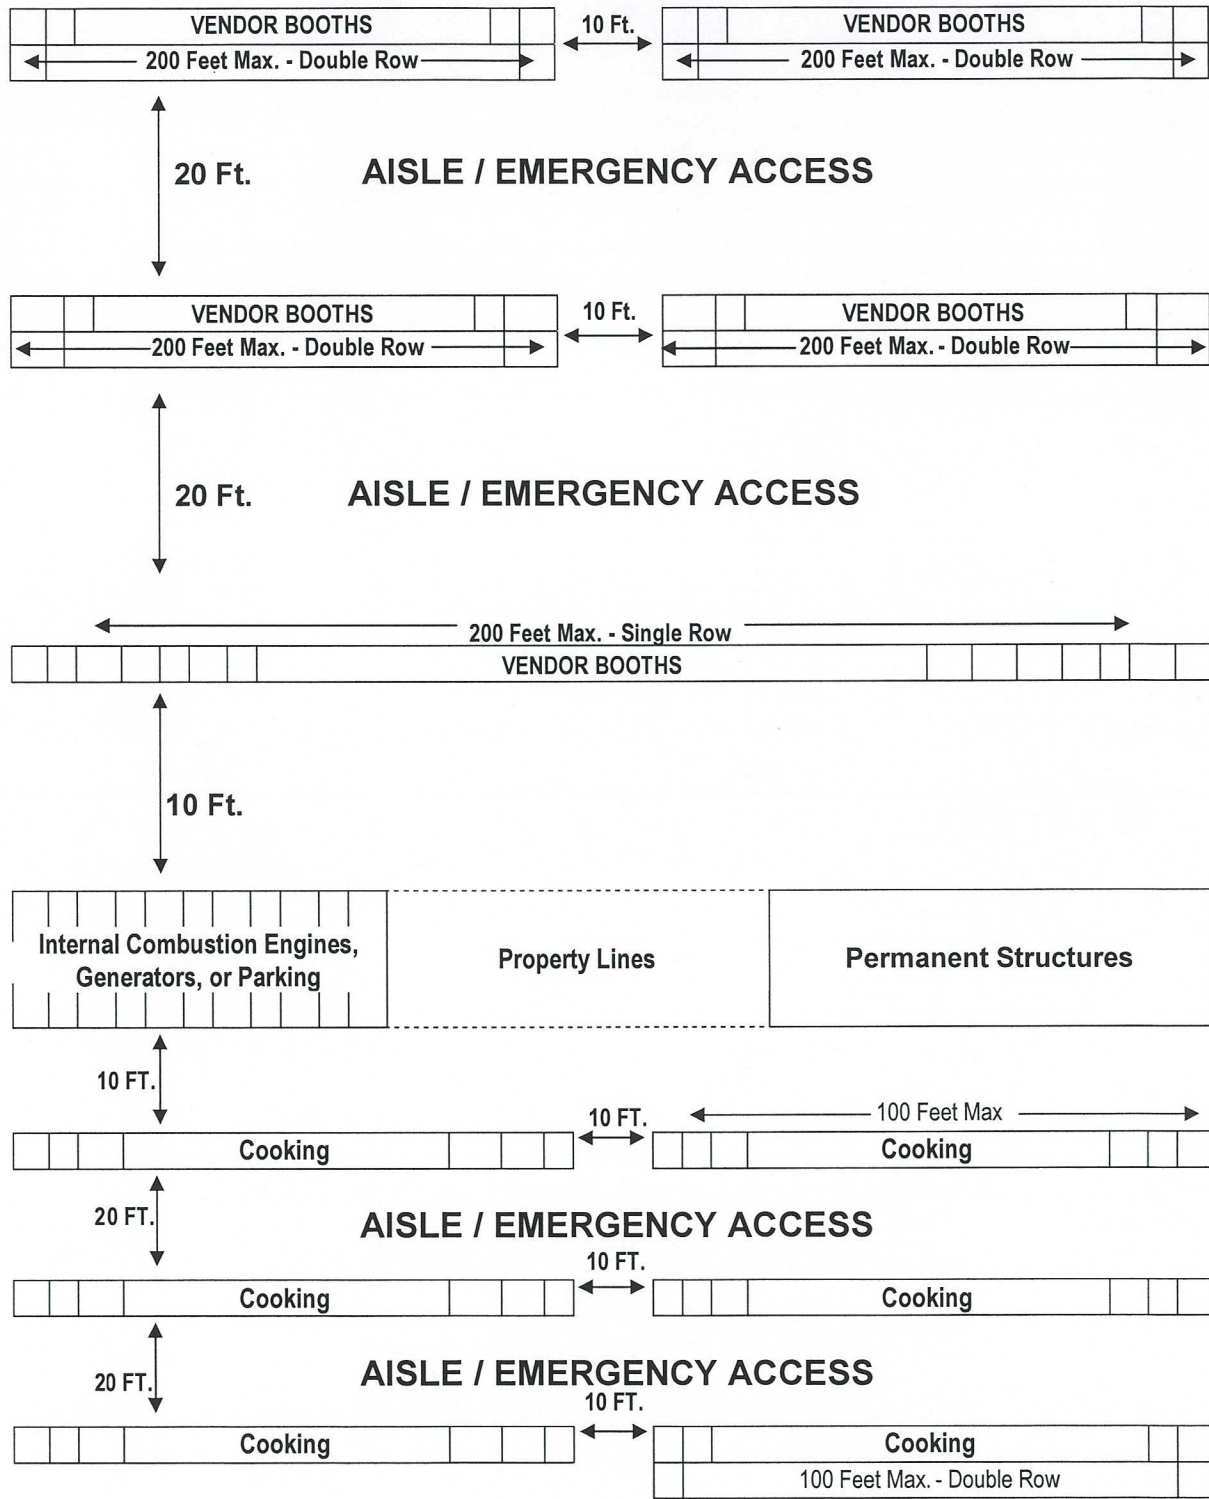 VENDOR BOOTHS
200 Feet Max. - Double Row
10 Ft.
VENDOR BOOTHS
200 Feet Max. - Double Row
20 Ft.
AISLE / EMERGENCY ACCESS
VENDOR BOOTHS
200 Feet Max. - Double Row
10 Ft.
VENDOR BOOTHS
200 Feet Max. - Double Row
20 Ft.
AISLE / EMERGENCY ACCESS
200 Feet Max. - Single Row
VENDOR BOOTHS
10 Ft.
Internal Combustion Engines,
Generators, or Parking
Property Lines
Permanent Structures
10 FT.
10 FT.
100 Feet Max
Cooking
Cooking
20 FT.
AISLE / EMERGENCY ACCESS
10 FT.
Cooking
Cooking
20 FT.
AISLE / EMERGENCY ACCESS
10 FT.
Cooking
Cooking
100 Feet Max. - Double Row